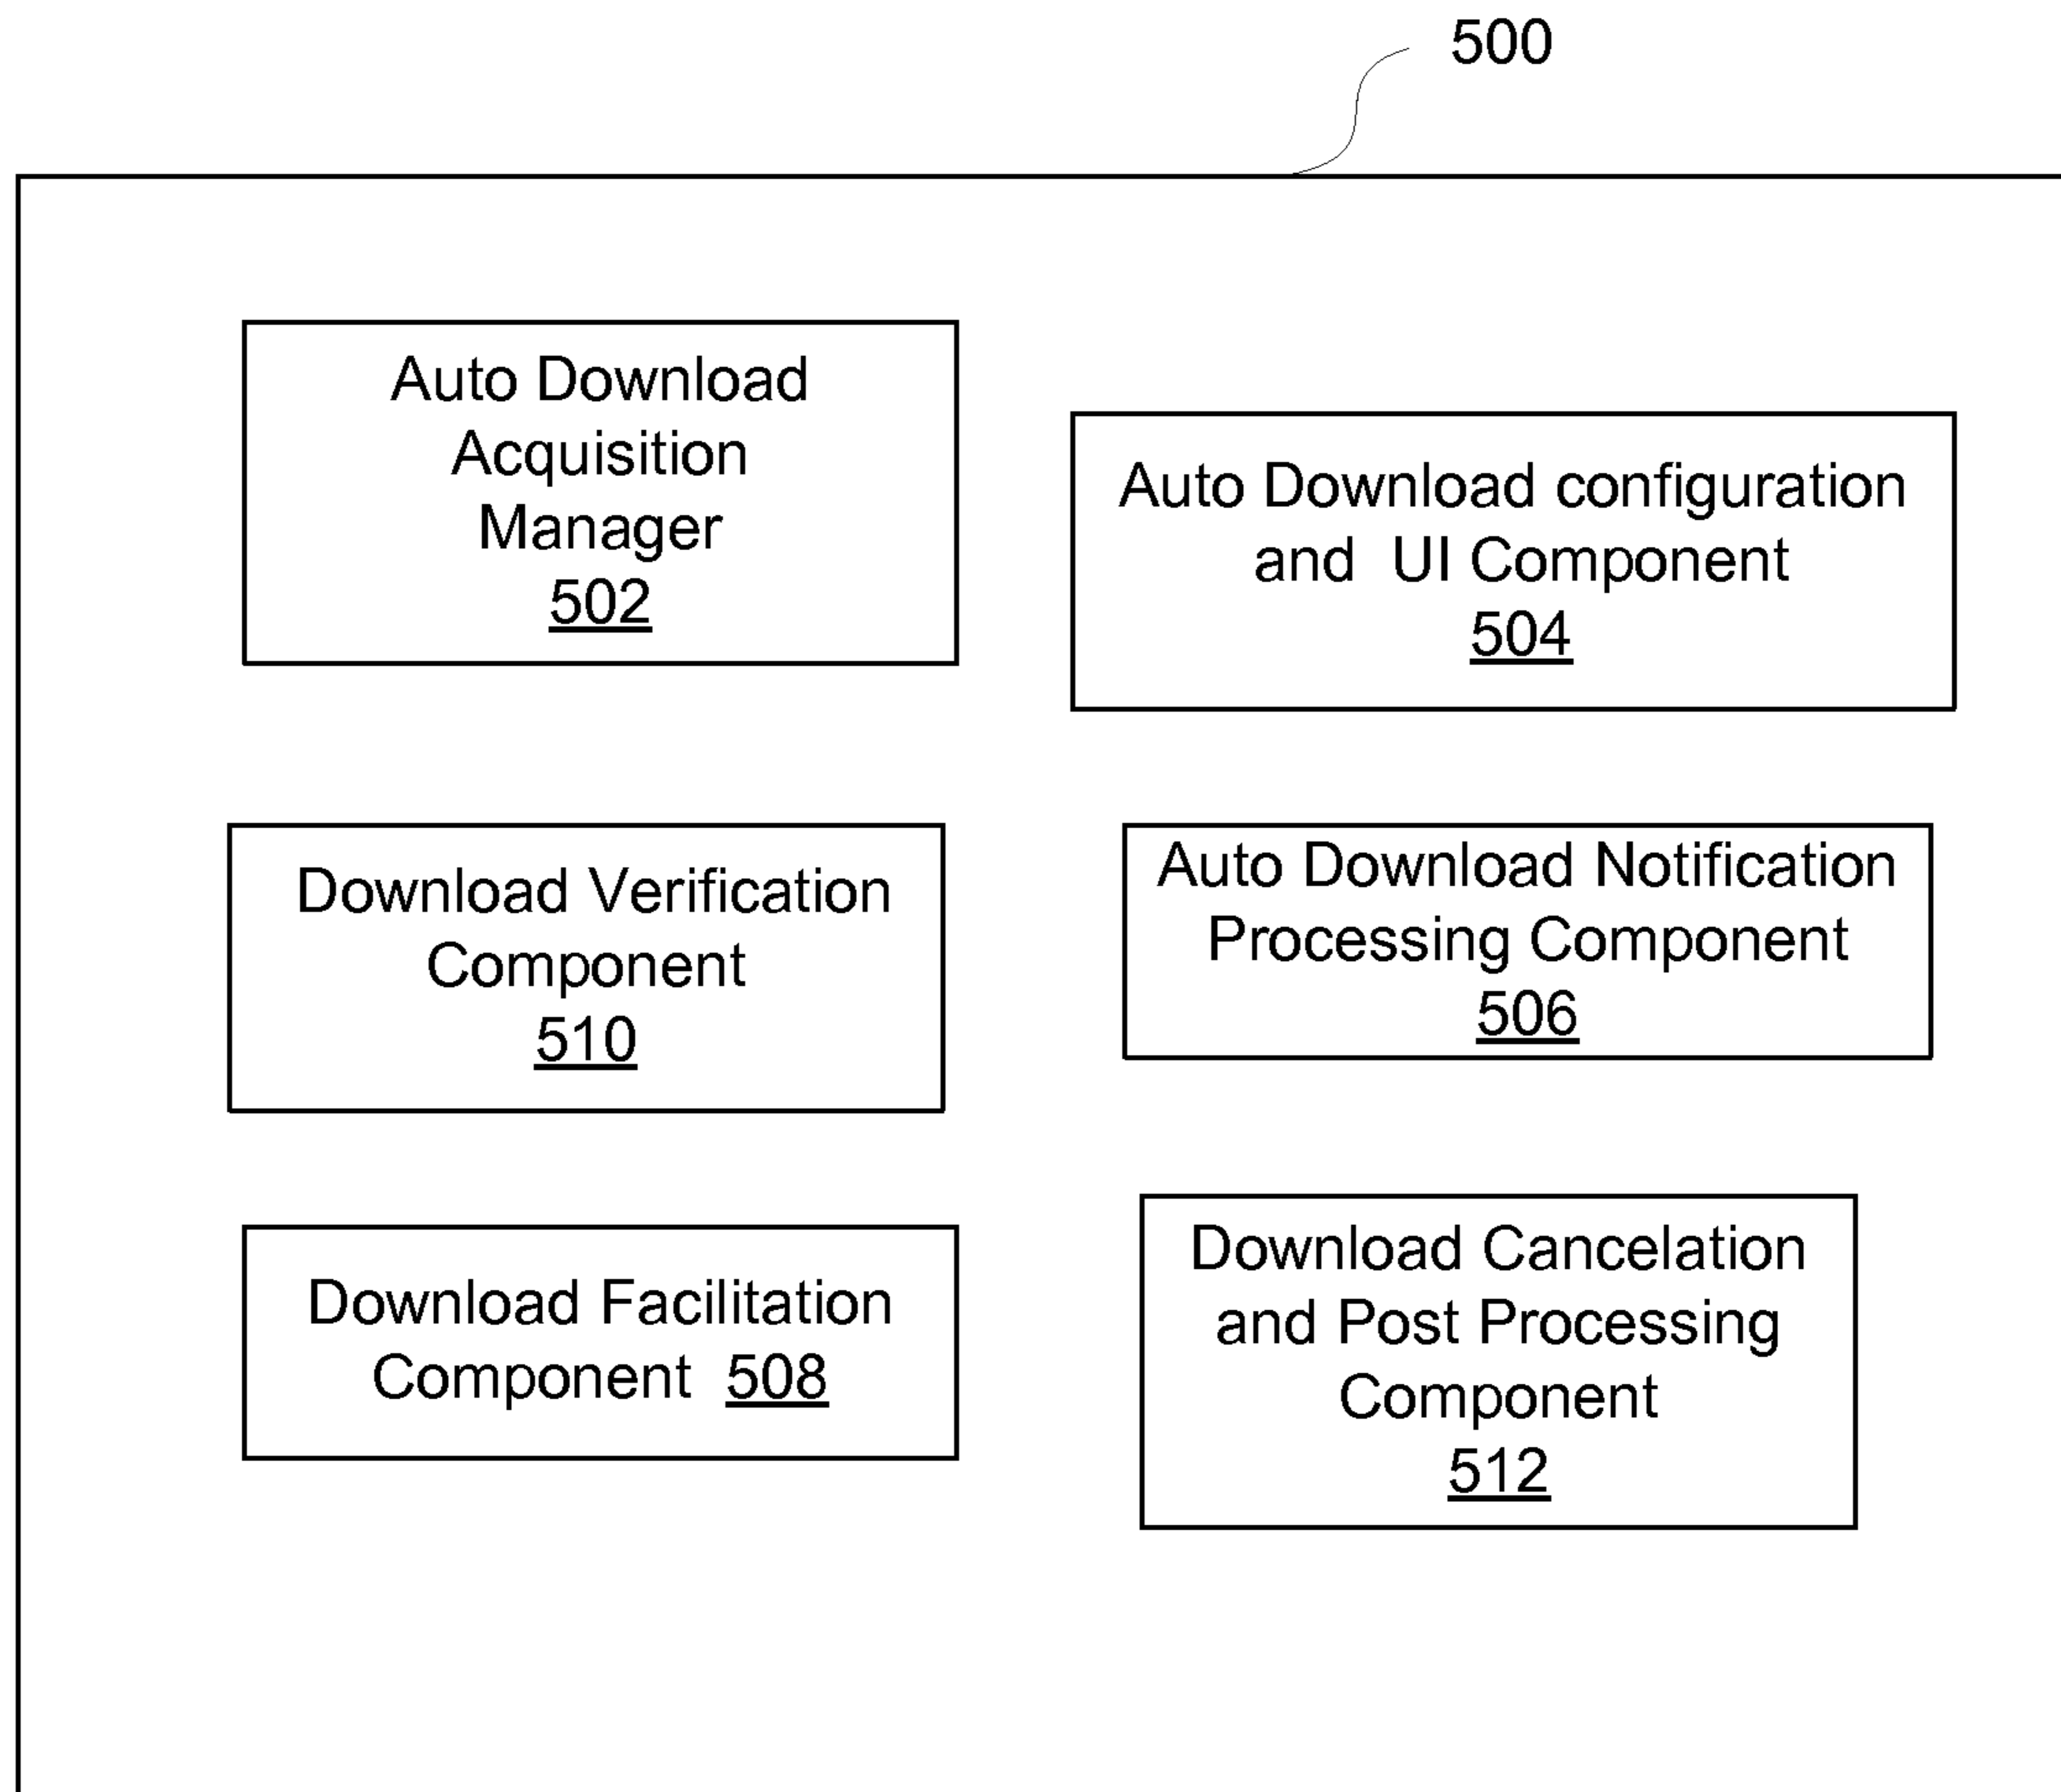 500
Auto Download
Acquisition
Manager
502
Auto Download configuration
and UI Component
504
Download Verification
Component
510
Auto Download Notification
Processing Component
506
Download Facilitation
Component 508
Download Cancelation
and Post Processing
Component
512